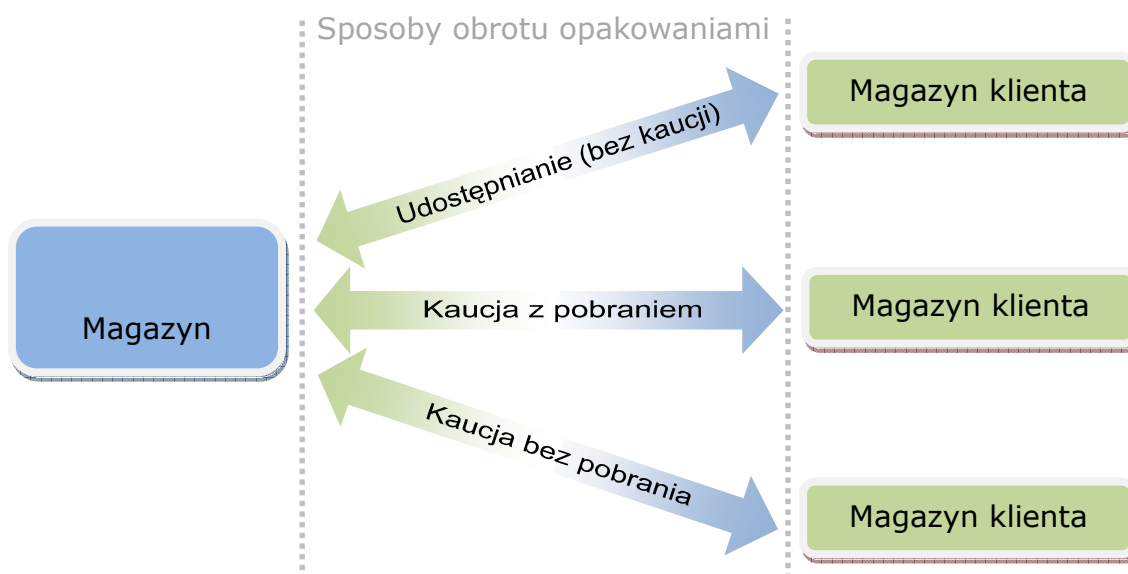 Sposoby obrotu opakowaniami
Magazyn klienta
Udostępnianie (bez kaucji)
Magazyn
Kaucja z pobraniem
Magazyn klienta
Kaucja bez pobrania
Magazyn klienta